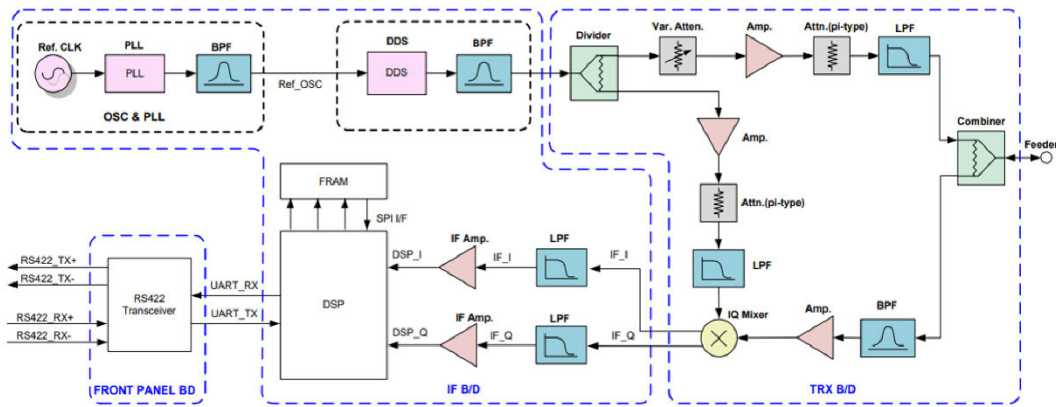 Ref. CLK
PLL
BPF
PLL
OSC & PLL
Ref_OSC
DDS
BPF
DDS
Divider
Var. Atten.
Amp.
Attn.(pi-type)
LPF
Amp.
Attn.(pi-type)
LPF
Combiner
Feeder
FRAM
SPI I/F
DSP
DSP_I
IF Amp.
IF_I
LPF
IF_I
DSP_Q
IF Amp.
IF_Q
LPF
IF_Q
IQ Mixer
Amp.
BPF
RS422_TX+
RS422_TX-
RS422_RX+
RS422_RX-
RS422
Transceiver
UART_RX
UART_TX
FRONT PANEL BD
IF B/D
TRX B/D